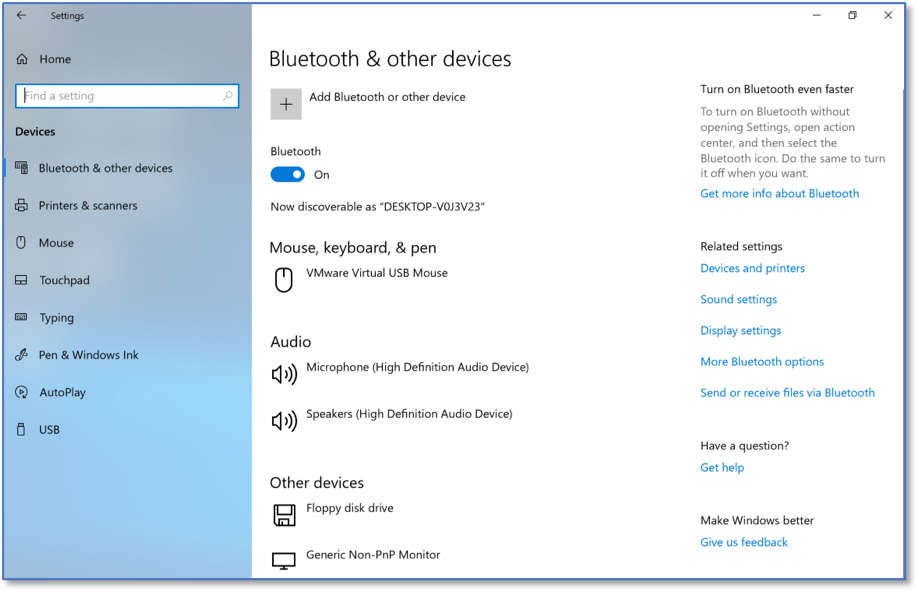 Settings
Home
Find a setting
Devices
Bluetooth & other devices
Printers & scanners
Mouse
Touchpad
Typing
Pen & Windows Ink
AutoPlay
USB
Bluetooth & other devices
Add Bluetooth or other device
Bluetooth
On
Now discoverable as “DESKTOP-V0J3V23”
Mouse, keyboard, & pen
VMware Virtual USB Mouse
Audio
Microphone (High Definition Audio Device)
Speakers (High Definition Audio Device)
Other devices
Floppy disk drive
Generic Non-PnP Monitor
Turn on Bluetooth even faster
To turn on Bluetooth without
opening Settings, open action
center, and then select the
Bluetooth icon. Do the same to turn
it off when you want.
Get more info about Bluetooth
Related settings
Devices and printers
Sound settings
Display settings
More Bluetooth options
Send or receive files via Bluetooth
Have a question?
Get help
Make Windows better
Give us feedback